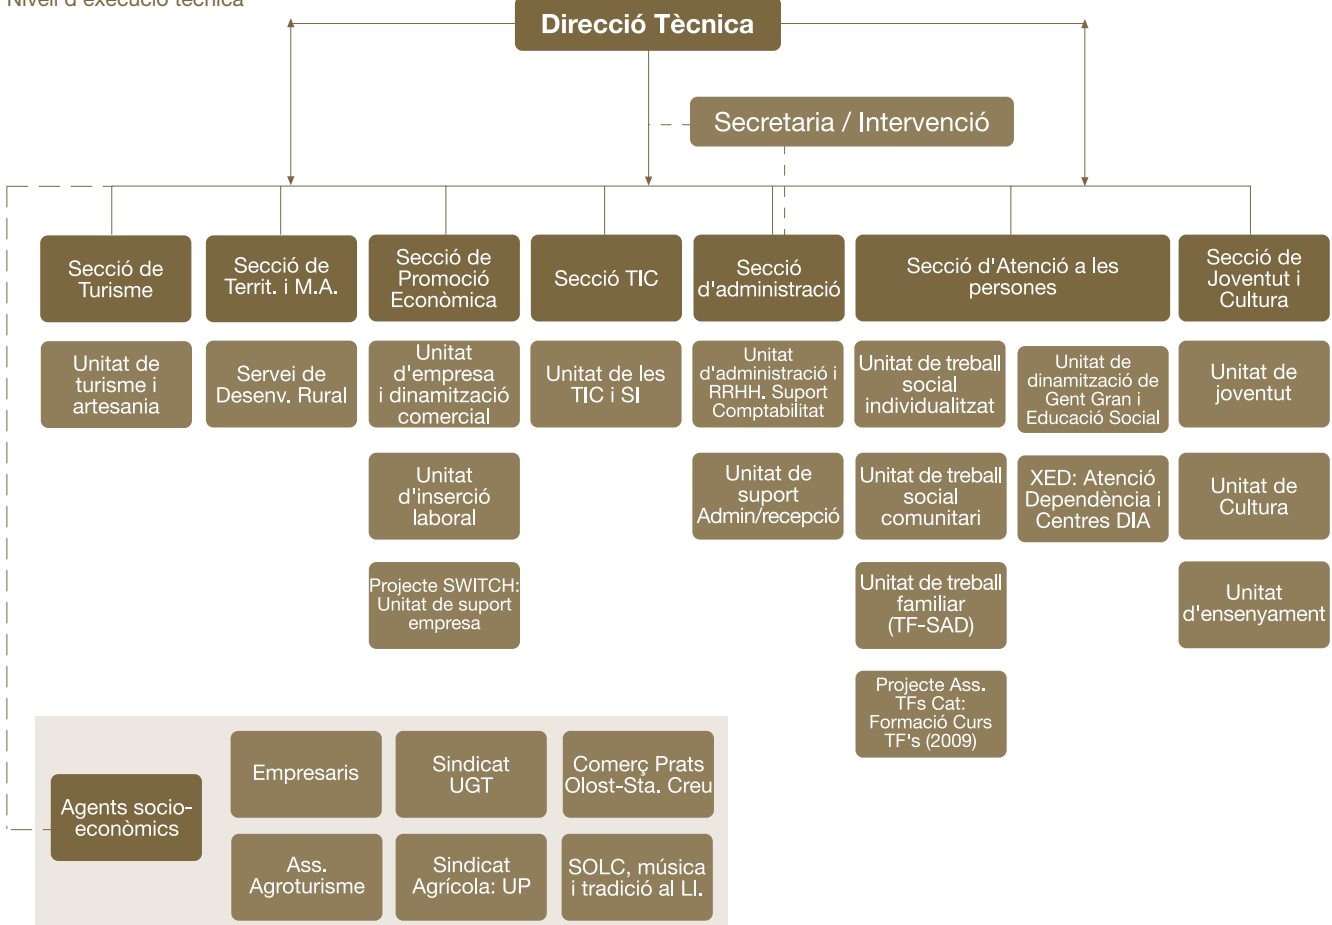 Nivell d'execució tècnica
Direcció Tècnica
Secretaria / Intervenció
Secció de
Turisme
Secció de
Territ. i M.A.
Secció de
Promoció
Econòmica
Secció TIC
Secció
d'administració
Secció d'Atenció a les
persones
Secció de
Joventut i
Cultura
Unitat de
turisme i
artesania
Servei de
Desenv. Rural
Unitat
d'empresa
i dinamització
comercial
Unitat de les
TIC i SI
Unitat
d'administració i
RRHH. Suport
Comptabilitat
Unitat de treball
social
individualitzat
Unitat de
dinamització de
Gent Gran i
Educació Social
Unitat de
joventut
Unitat
d'inserció
laboral
Unitat de
suport
Admin/recepció
Unitat de treball
social
comunitari
XED: Atenció
Dependència i
Centres DIA
Unitat de
Cultura
Projecte SWITCH:
Unitat de suport
empresa
Unitat de treball
familiar
(TF-SAD)
Unitat
d'ensenyament
Projecte Ass.
TFs Cat:
Formació Curs
TF's (2009)
Agents socio-
econòmics
Empresaris
Sindicat
UGT
Comerç Prats
Olost-Sta. Creu
Ass.
Agroturisme
Sindicat
Agrícola: UP
SOLC, música
i tradició al Ll.